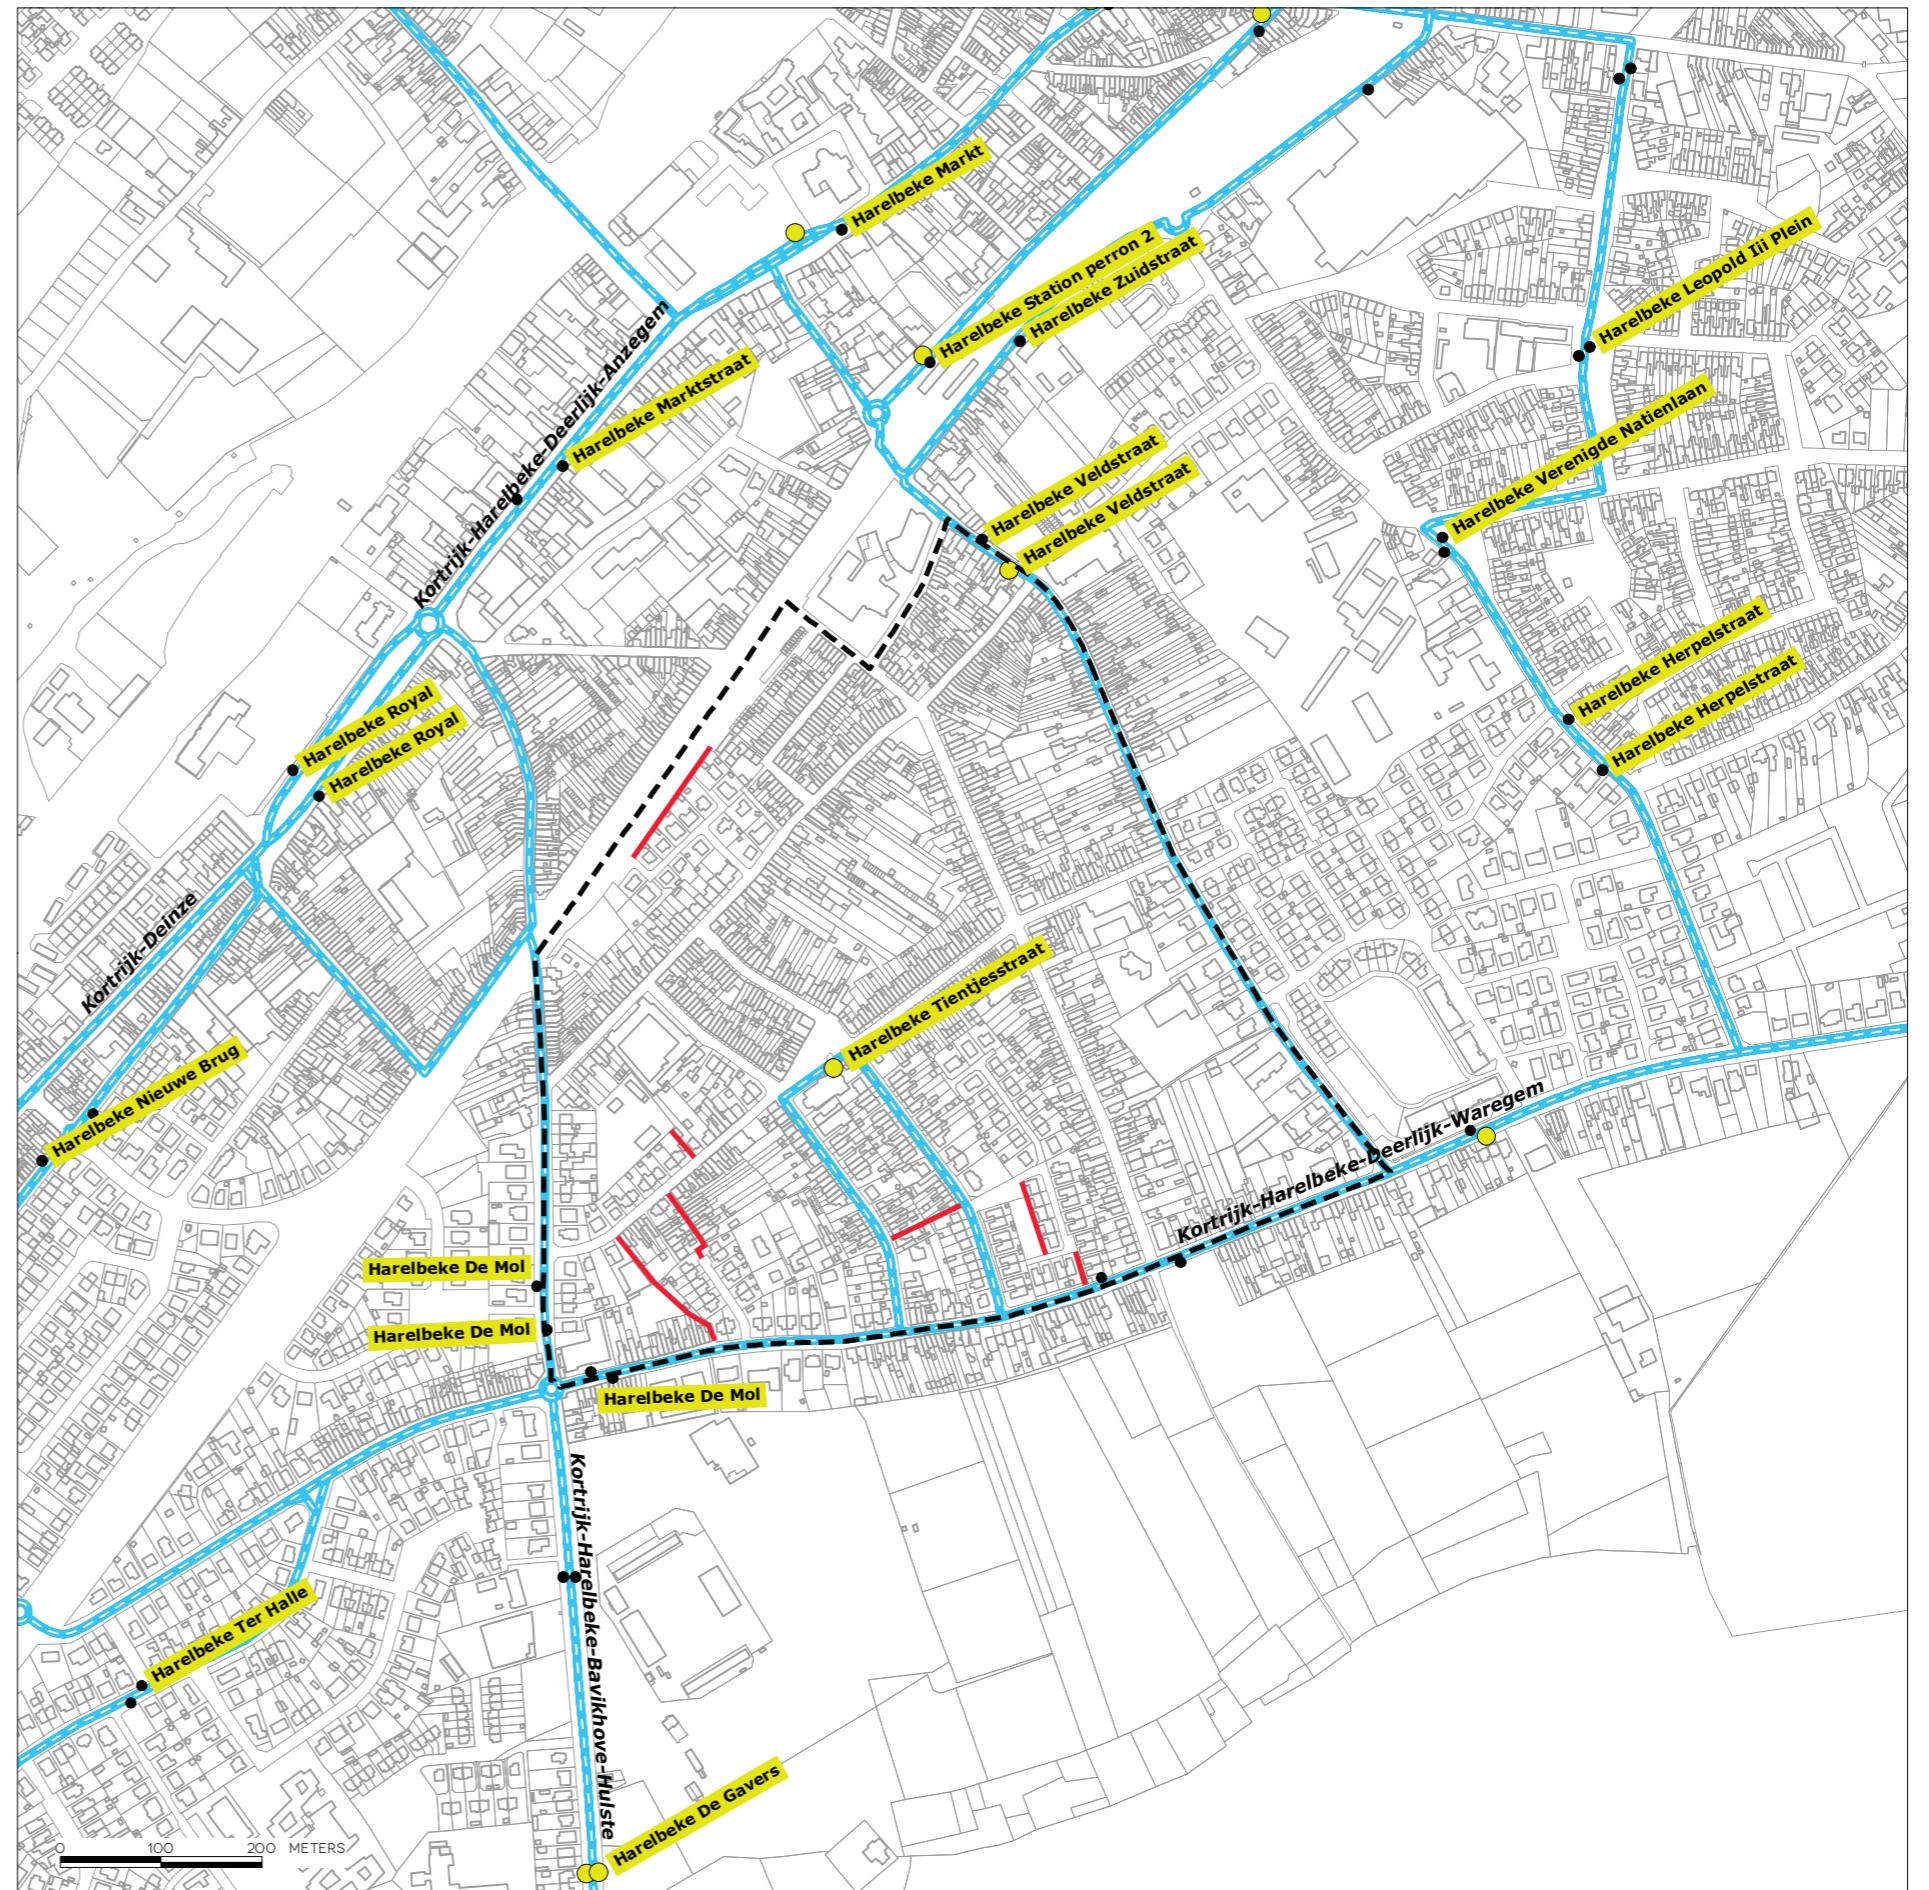 Harelbeke Markt
Harelbeke Station perron 2
Harelbeke Zuidstraat
Harelbeke Leopold Iii Plein
Kortrijk-Harelbeke-Deerlijk-Anzegem
Harelbeke Marktstraat
Harelbeke Verenigde Natienlaan
Harelbeke Veldstraat
Harelbeke Veldstraat
Harelbeke Herpelstraat
Harelbeke Herpelstraat
Harelbeke Royal
Harelbeke Royal
Kortrijk-Deinze
Harelbeke Tientjesstraat
Harelbeke Nieuwe Brug
Kortrijk-Harelbeke-Deerlijk-Waregem
Harelbeke De Mol
Harelbeke De Mol
Harelbeke De Mol
Kortrijk-Harelbeke-Bavikhove-Hulste
Harelbeke Ter Halle
Harelbeke De Gavers
0 100 200 METERS